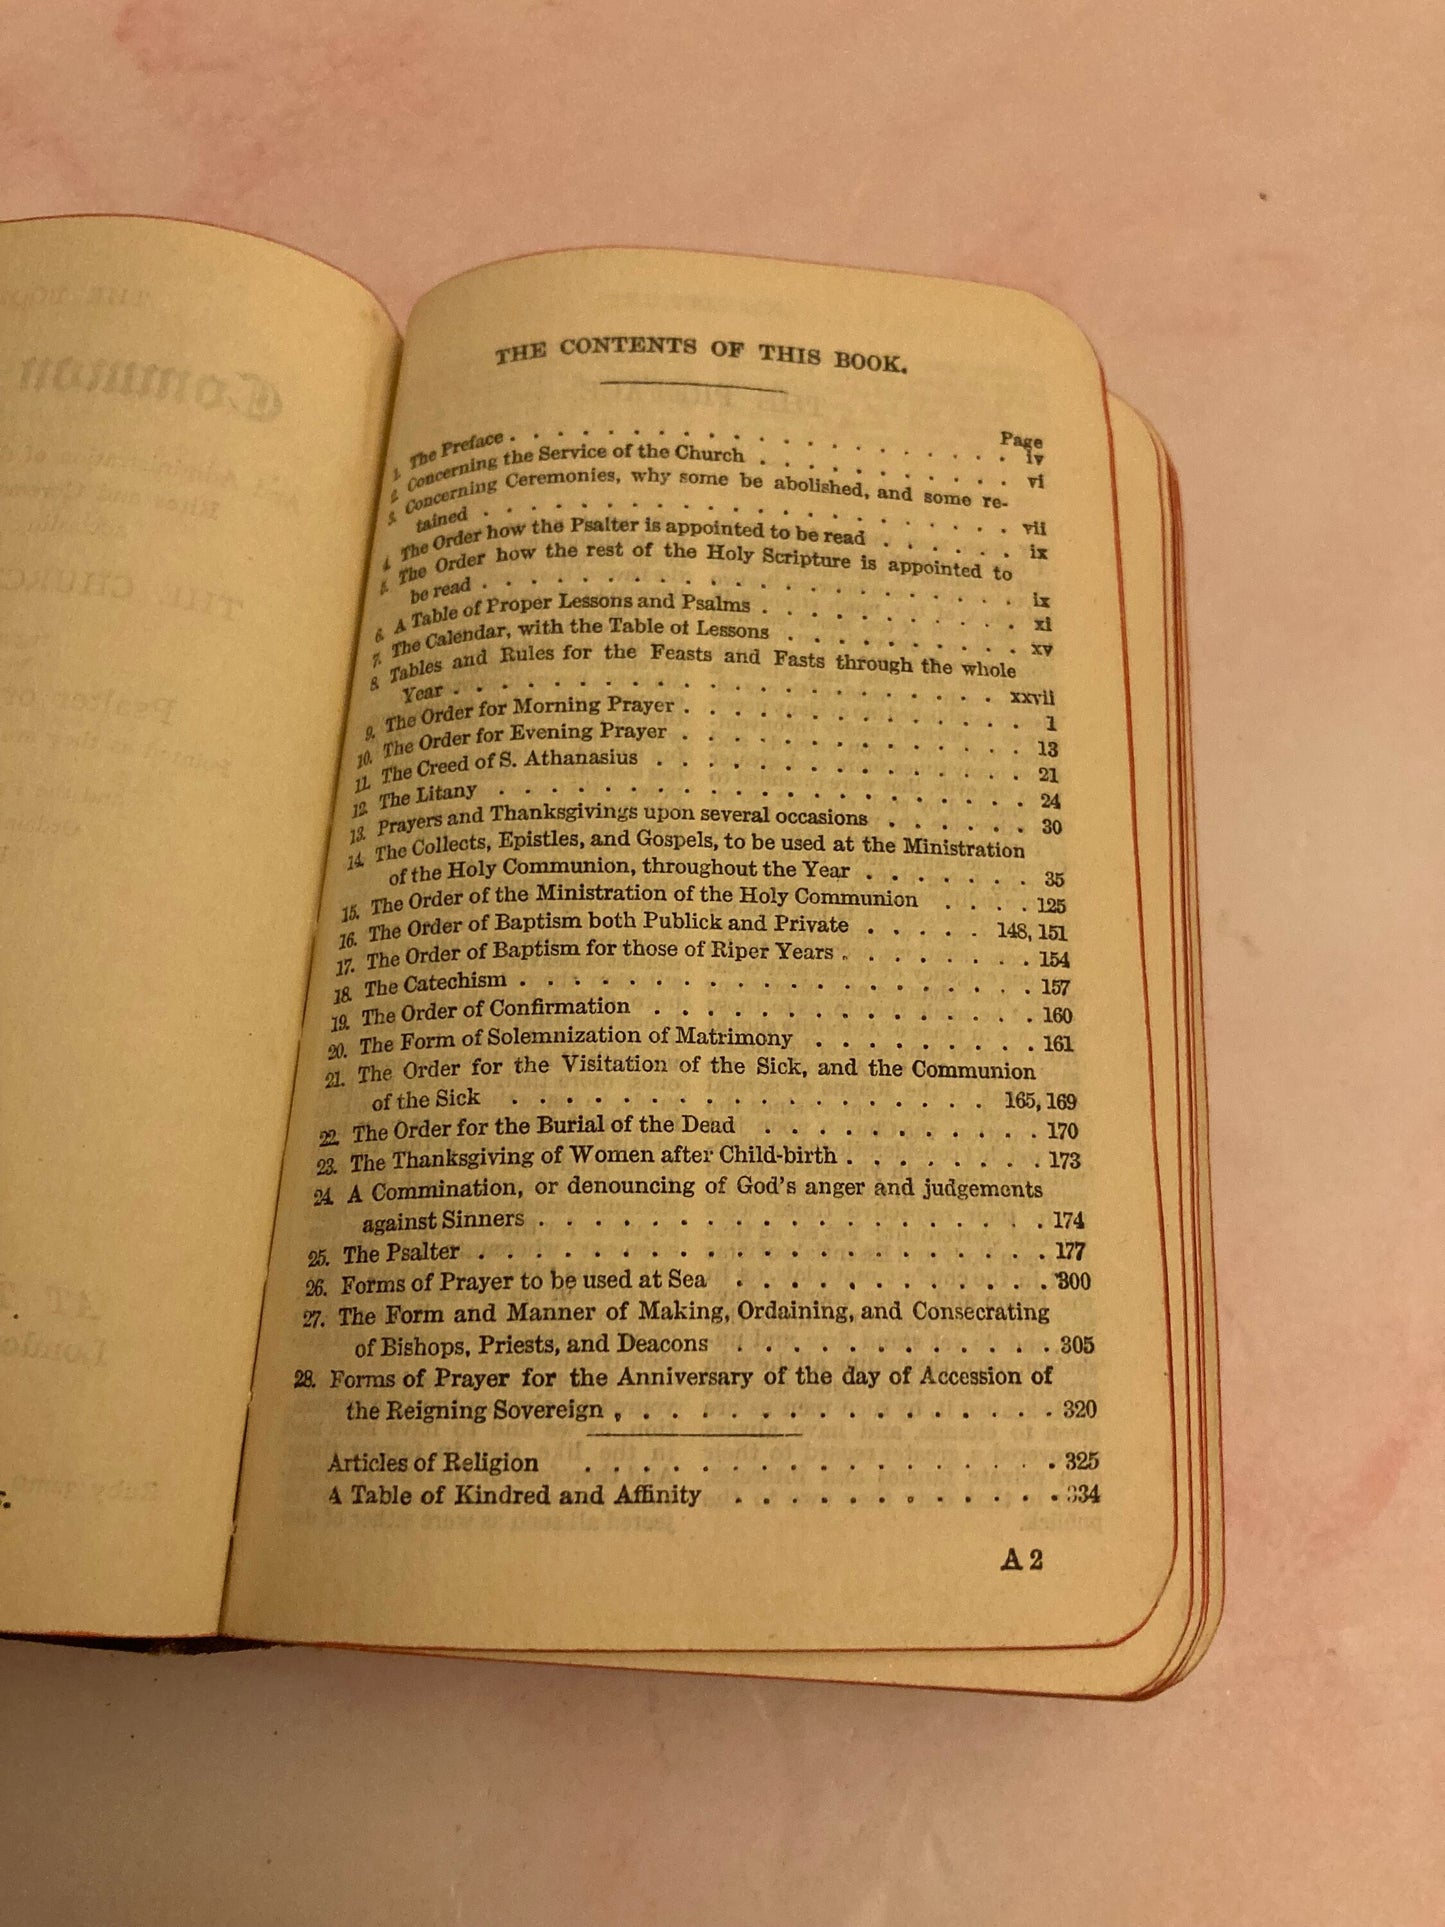 THE CONTENTS OF THIS BOOK.
Page
1. The Preface . . . . . . . . . . . . . . . . iv
2. Concerning the Service of the Church . . . . . . . . . vi
3. Concerning Ceremonies, why some be abolished, and some re-
tained . . . . . . . . . . . . . . . . vii
4. The Order how the Psalter is appointed to be read . . . . . . ix
5. The Order how the rest of the Holy Scripture is appointed to
be read . . . . . . . . . . . . . . . . ix
6. A Table of Proper Lessons and Psalms . . . . . . . . . xi
7. The Calendar, with the Table of Lessons . . . . . . . . xv
8. Tables and Rules for the Feasts and Fasts through the whole
Year . . . . . . . . . . . . . . . . xxvii
9. The Order for Morning Prayer . . . . . . . . . . . . 1
10. The Order for Evening Prayer . . . . . . . . . . . . 13
11. The Creed of S. Athanasius . . . . . . . . . . . . . 21
12. The Litany . . . . . . . . . . . . . . . . 24
13. Prayers and Thanksgivings upon several occasions . . . . . . 30
14. The Collects, Epistles, and Gospels, to be used at the Ministration
of the Holy Communion, throughout the Year . . . . . . . 35
15. The Order of the Ministration of the Holy Communion . . . . 125
16. The Order of Baptism both Publick and Private . . . . . 148, 151
17. The Order of Baptism for those of Riper Years . . . . . . . . 154
18. The Catechism . . . . . . . . . . . . . . . . 157
19. The Order of Confirmation . . . . . . . . . . . . . 160
20. The Form of Solemnization of Matrimony . . . . . . . . . 161
21. The Order for the Visitation of the Sick, and the Communion
of the Sick . . . . . . . . . . . . . . . . 165, 169
22. The Order for the Burial of the Dead . . . . . . . . . . . 170
23. The Thanksgiving of Women after Child-birth . . . . . . . . 173
24. A Commination, or denouncing of God's anger and judgements
against Sinners . . . . . . . . . . . . . . . . 174
25. The Psalter . . . . . . . . . . . . . . . . 177
26. Forms of Prayer to be used at Sea . . . . . . . . . . . . 300
27. The Form and Manner of Making, Ordaining, and Consecrating
of Bishops, Priests, and Deacons . . . . . . . . . . . . 305
28. Forms of Prayer for the Anniversary of the day of Accession of
the Reigning Sovereign . . . . . . . . . . . . . . . 320
Articles of Religion . . . . . . . . . . . . . . . . 325
A Table of Kindred and Affinity . . . . . . . . . . . . 334
A 2